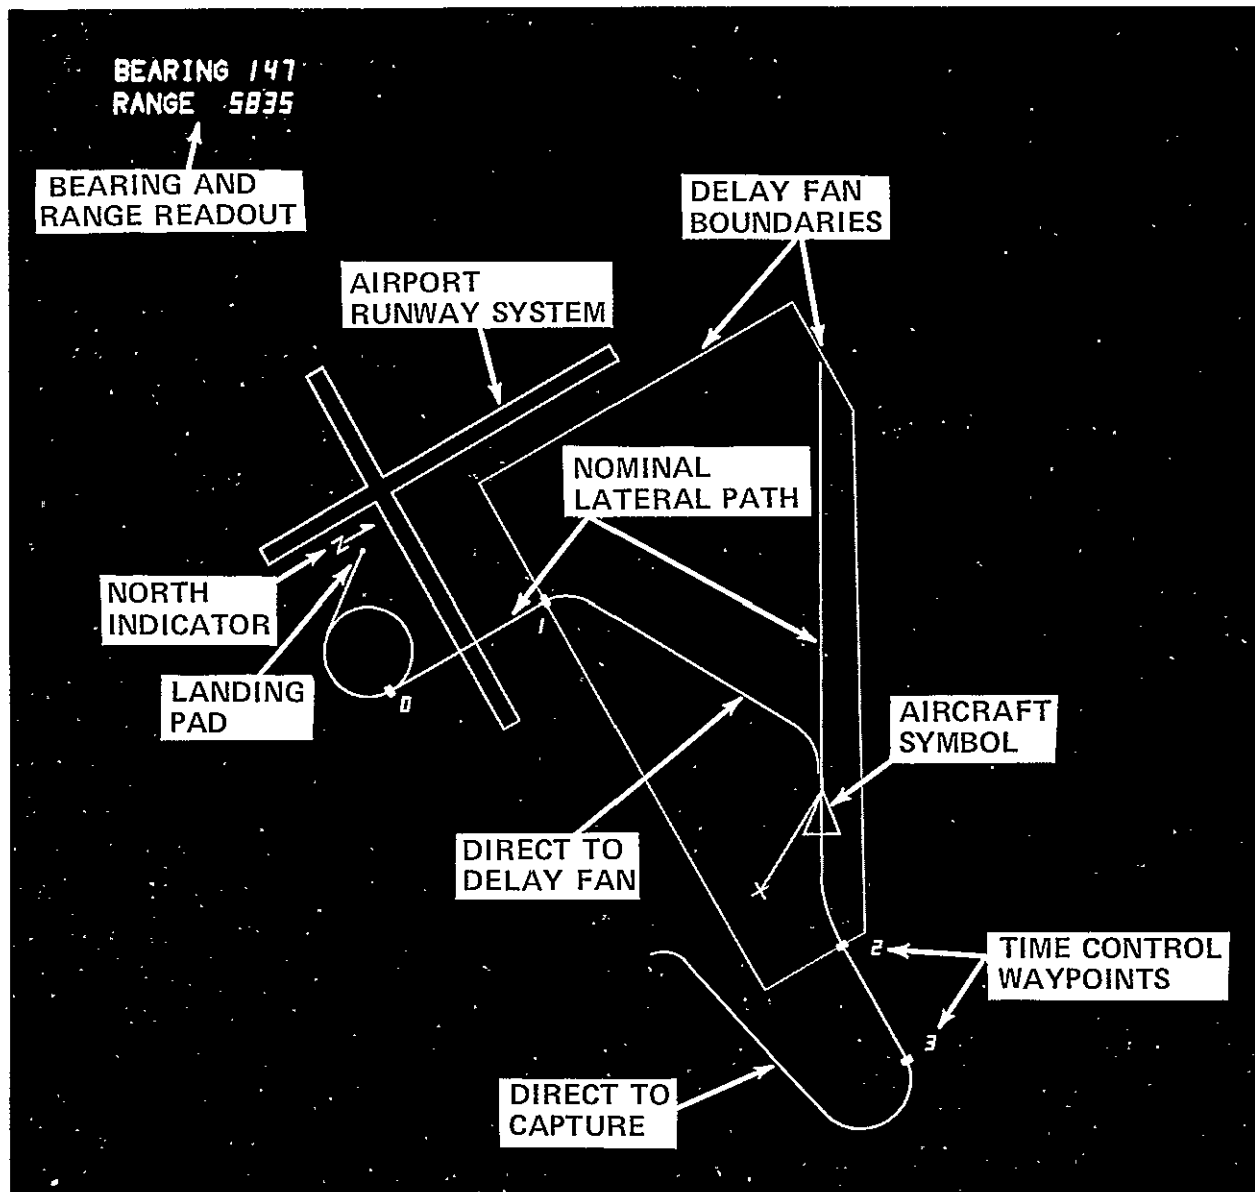 BEARING 147
RANGE 5835
BEARING AND
RANGE READOUT
DELAY FAN
BOUNDARIES
AIRPORT
RUNWAY SYSTEM
NOMINAL
LATERAL PATH
N
NORTH
INDICATOR
1
LANDING
PAD
0
AIRCRAFT
SYMBOL
DIRECT TO
DELAY FAN
2
TIME CONTROL
WAYPOINTS
3
DIRECT TO
CAPTURE